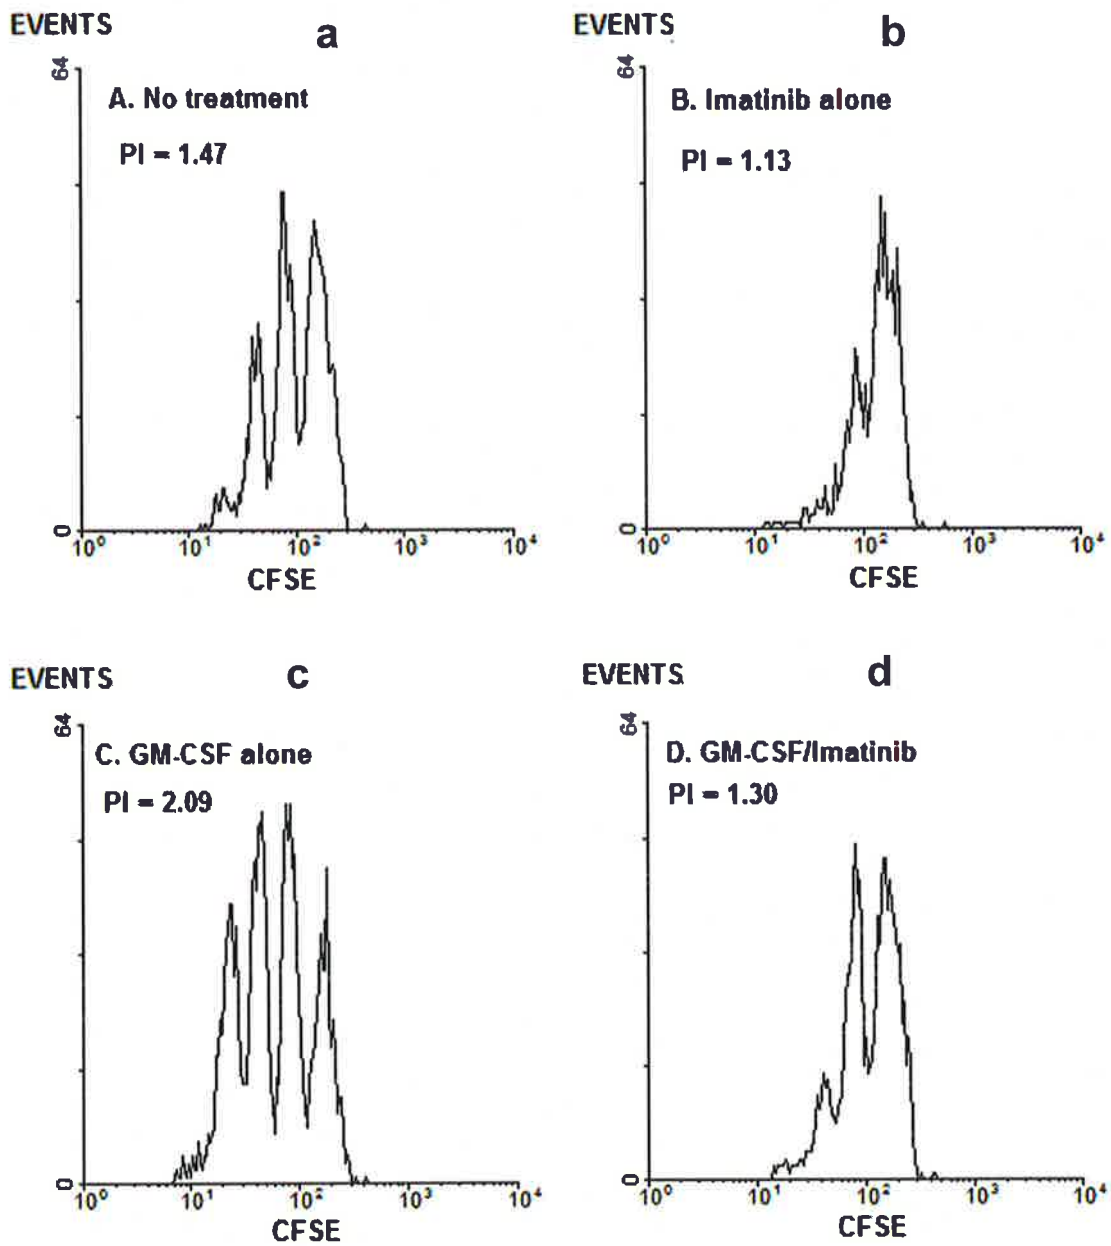 EVENTS
a
64
A. No treatment
PI = 1.47
0
10⁰ 10¹ 10² 10³ 10⁴
CFSE
EVENTS
b
64
B. Imatinib alone
PI = 1.13
0
10⁰ 10¹ 10² 10³ 10⁴
CFSE
EVENTS
c
64
C. GM-CSF alone
PI = 2.09
0
10⁰ 10¹ 10² 10³ 10⁴
CFSE
EVENTS
d
64
D. GM-CSF/Imatinib
PI = 1.30
0
10⁰ 10¹ 10² 10³ 10⁴
CFSE